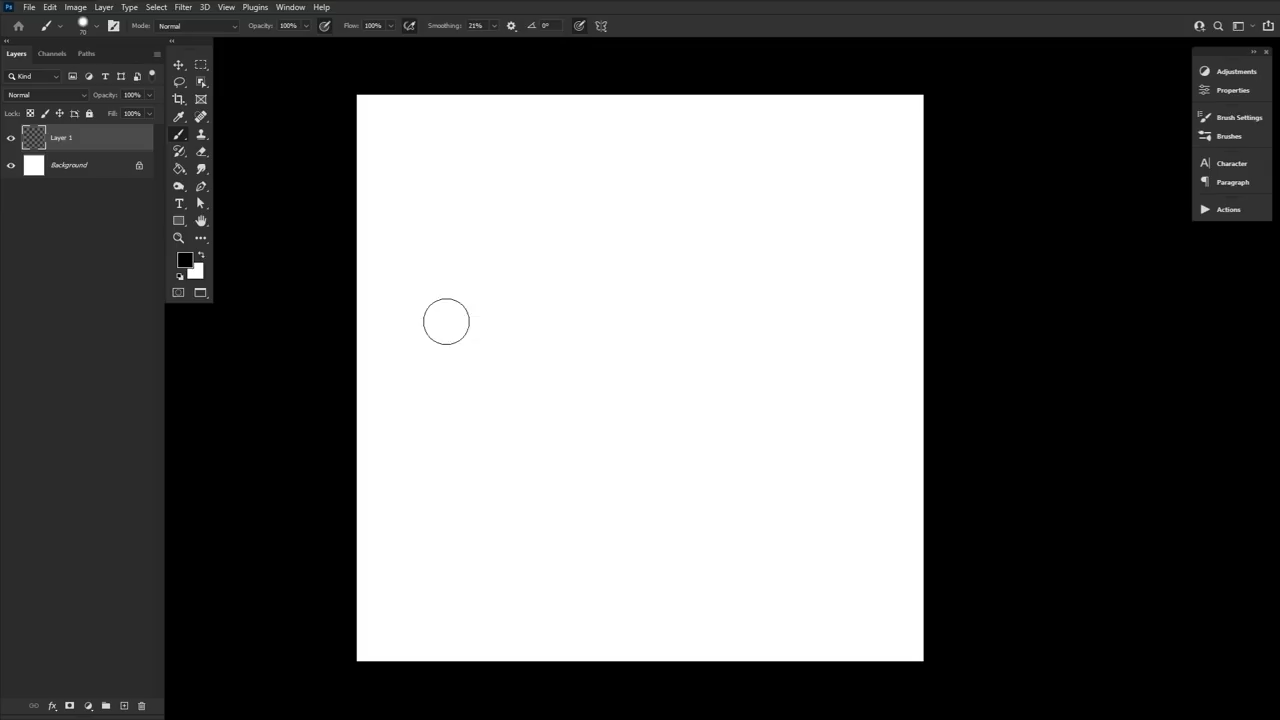 Ps File Edit Image Layer Type Select Filter 3D View Plugins Window Help
70 Mode: Normal Opacity: 100% Flow: 100% Smoothing: 21% 0°
Layers Channels Paths
Kind
Normal Opacity: 100%
Lock: Fill: 100%
Layer 1
Background
Adjustments
Properties
Brush Settings
Brushes
Character
Paragraph
Actions